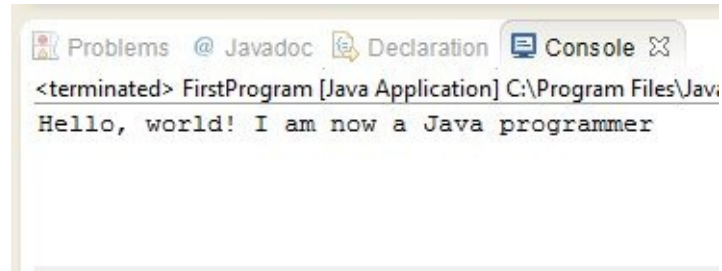 Problems @ Javadoc Declaration Console
<terminated> FirstProgram [Java Application] C:\Program Files\Java
Hello, world! I am now a Java programmer